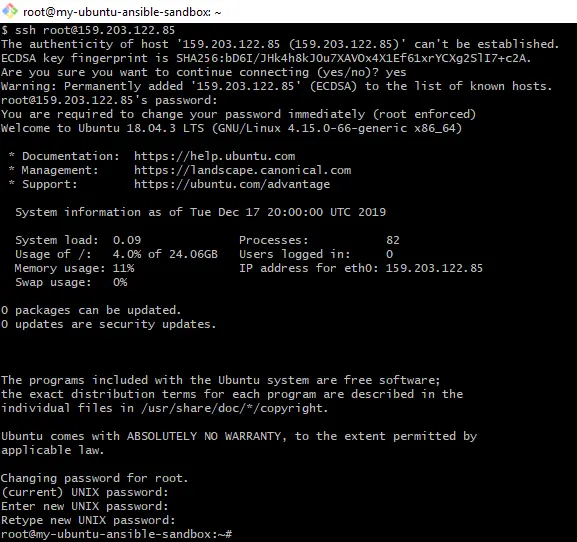 root@my-ubuntu-ansible-sandbox: ~
$ ssh root@159.203.122.85
The authenticity of host '159.203.122.85 (159.203.122.85)' can't be established.
ECDSA key fingerprint is SHA256:bD6I/JHk4h8kJOu7XAVOx4X1Ef61xrYCXg2SlI7+c2A.
Are you sure you want to continue connecting (yes/no)? yes
Warning: Permanently added '159.203.122.85' (ECDSA) to the list of known hosts.
root@159.203.122.85's password:
You are required to change your password immediately (root enforced)
Welcome to Ubuntu 18.04.3 LTS (GNU/Linux 4.15.0-66-generic x86_64)
* Documentation:  https://help.ubuntu.com
* Management:     https://landscape.canonical.com
* Support:        https://ubuntu.com/advantage
System information as of Tue Dec 17 20:00:00 UTC 2019
System load:  0.09              Processes:           82
Usage of /:   4.0% of 24.06GB   Users logged in:     0
Memory usage: 11%               IP address for eth0: 159.203.122.85
Swap usage:   0%
0 packages can be updated.
0 updates are security updates.
The programs included with the Ubuntu system are free software;
the exact distribution terms for each program are described in the
individual files in /usr/share/doc/*/copyright.
Ubuntu comes with ABSOLUTELY NO WARRANTY, to the extent permitted by
applicable law.
Changing password for root.
(current) UNIX password:
Enter new UNIX password:
Retype new UNIX password:
root@my-ubuntu-ansible-sandbox:~#